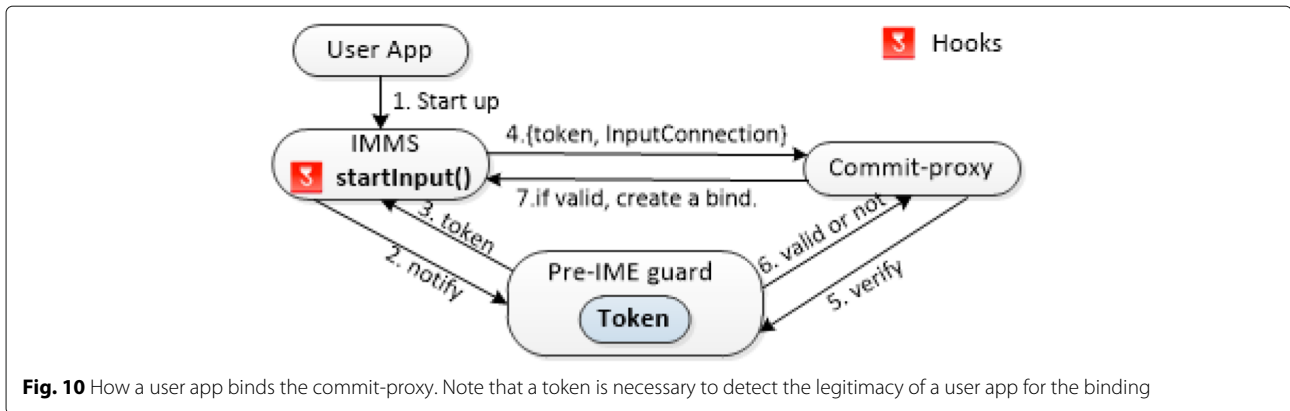 User App
Hooks
1. Start up
IMMS
startInput()
4.{token, InputConnection}
Commit-proxy
7.if valid, create a bind.
3. token
2. notify
Pre-IME guard
Token
6. valid or not
5. verify
Fig. 10 How a user app binds the commit-proxy. Note that a token is necessary to detect the legitimacy of a user app for the binding